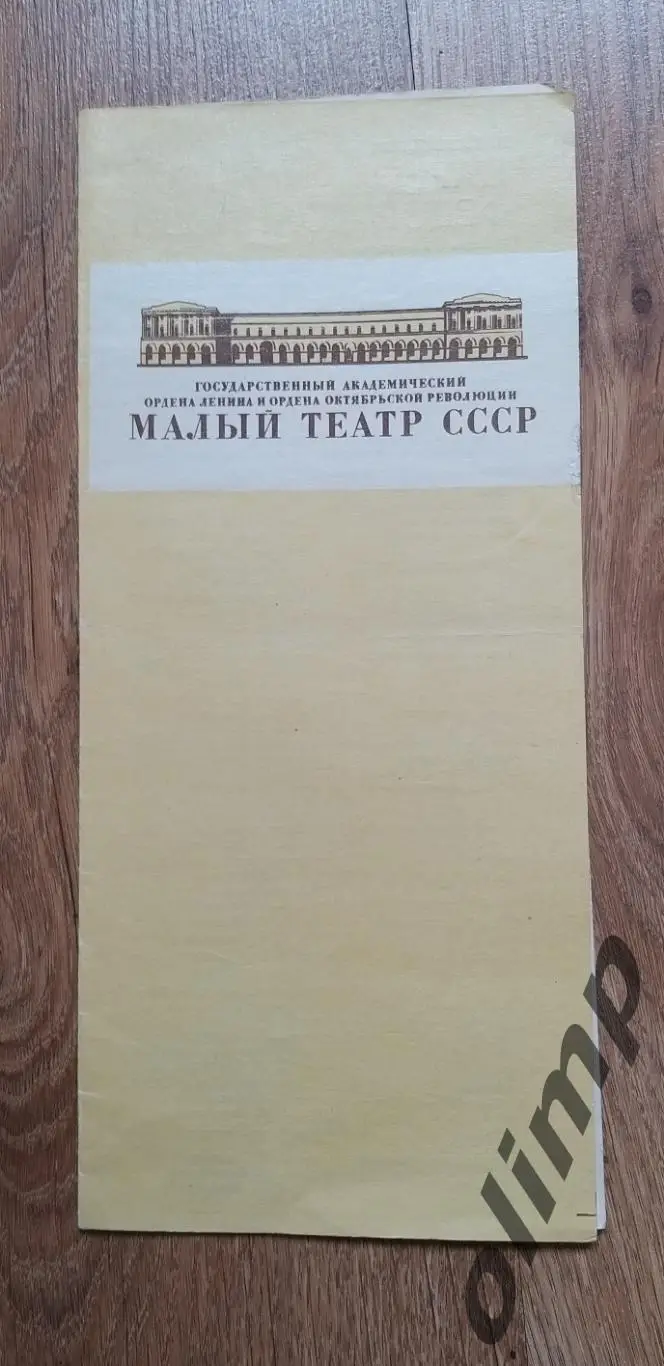 ГОСУДАРСТВЕННЫЙ АКАДЕМИЧЕСКИЙ
ОРДЕНА ЛЕНИНА И ОРДЕНА ОКТЯБРЬСКОЙ РЕВОЛЮЦИИ
МАЛЫЙ ТЕАТР СССР
olimp